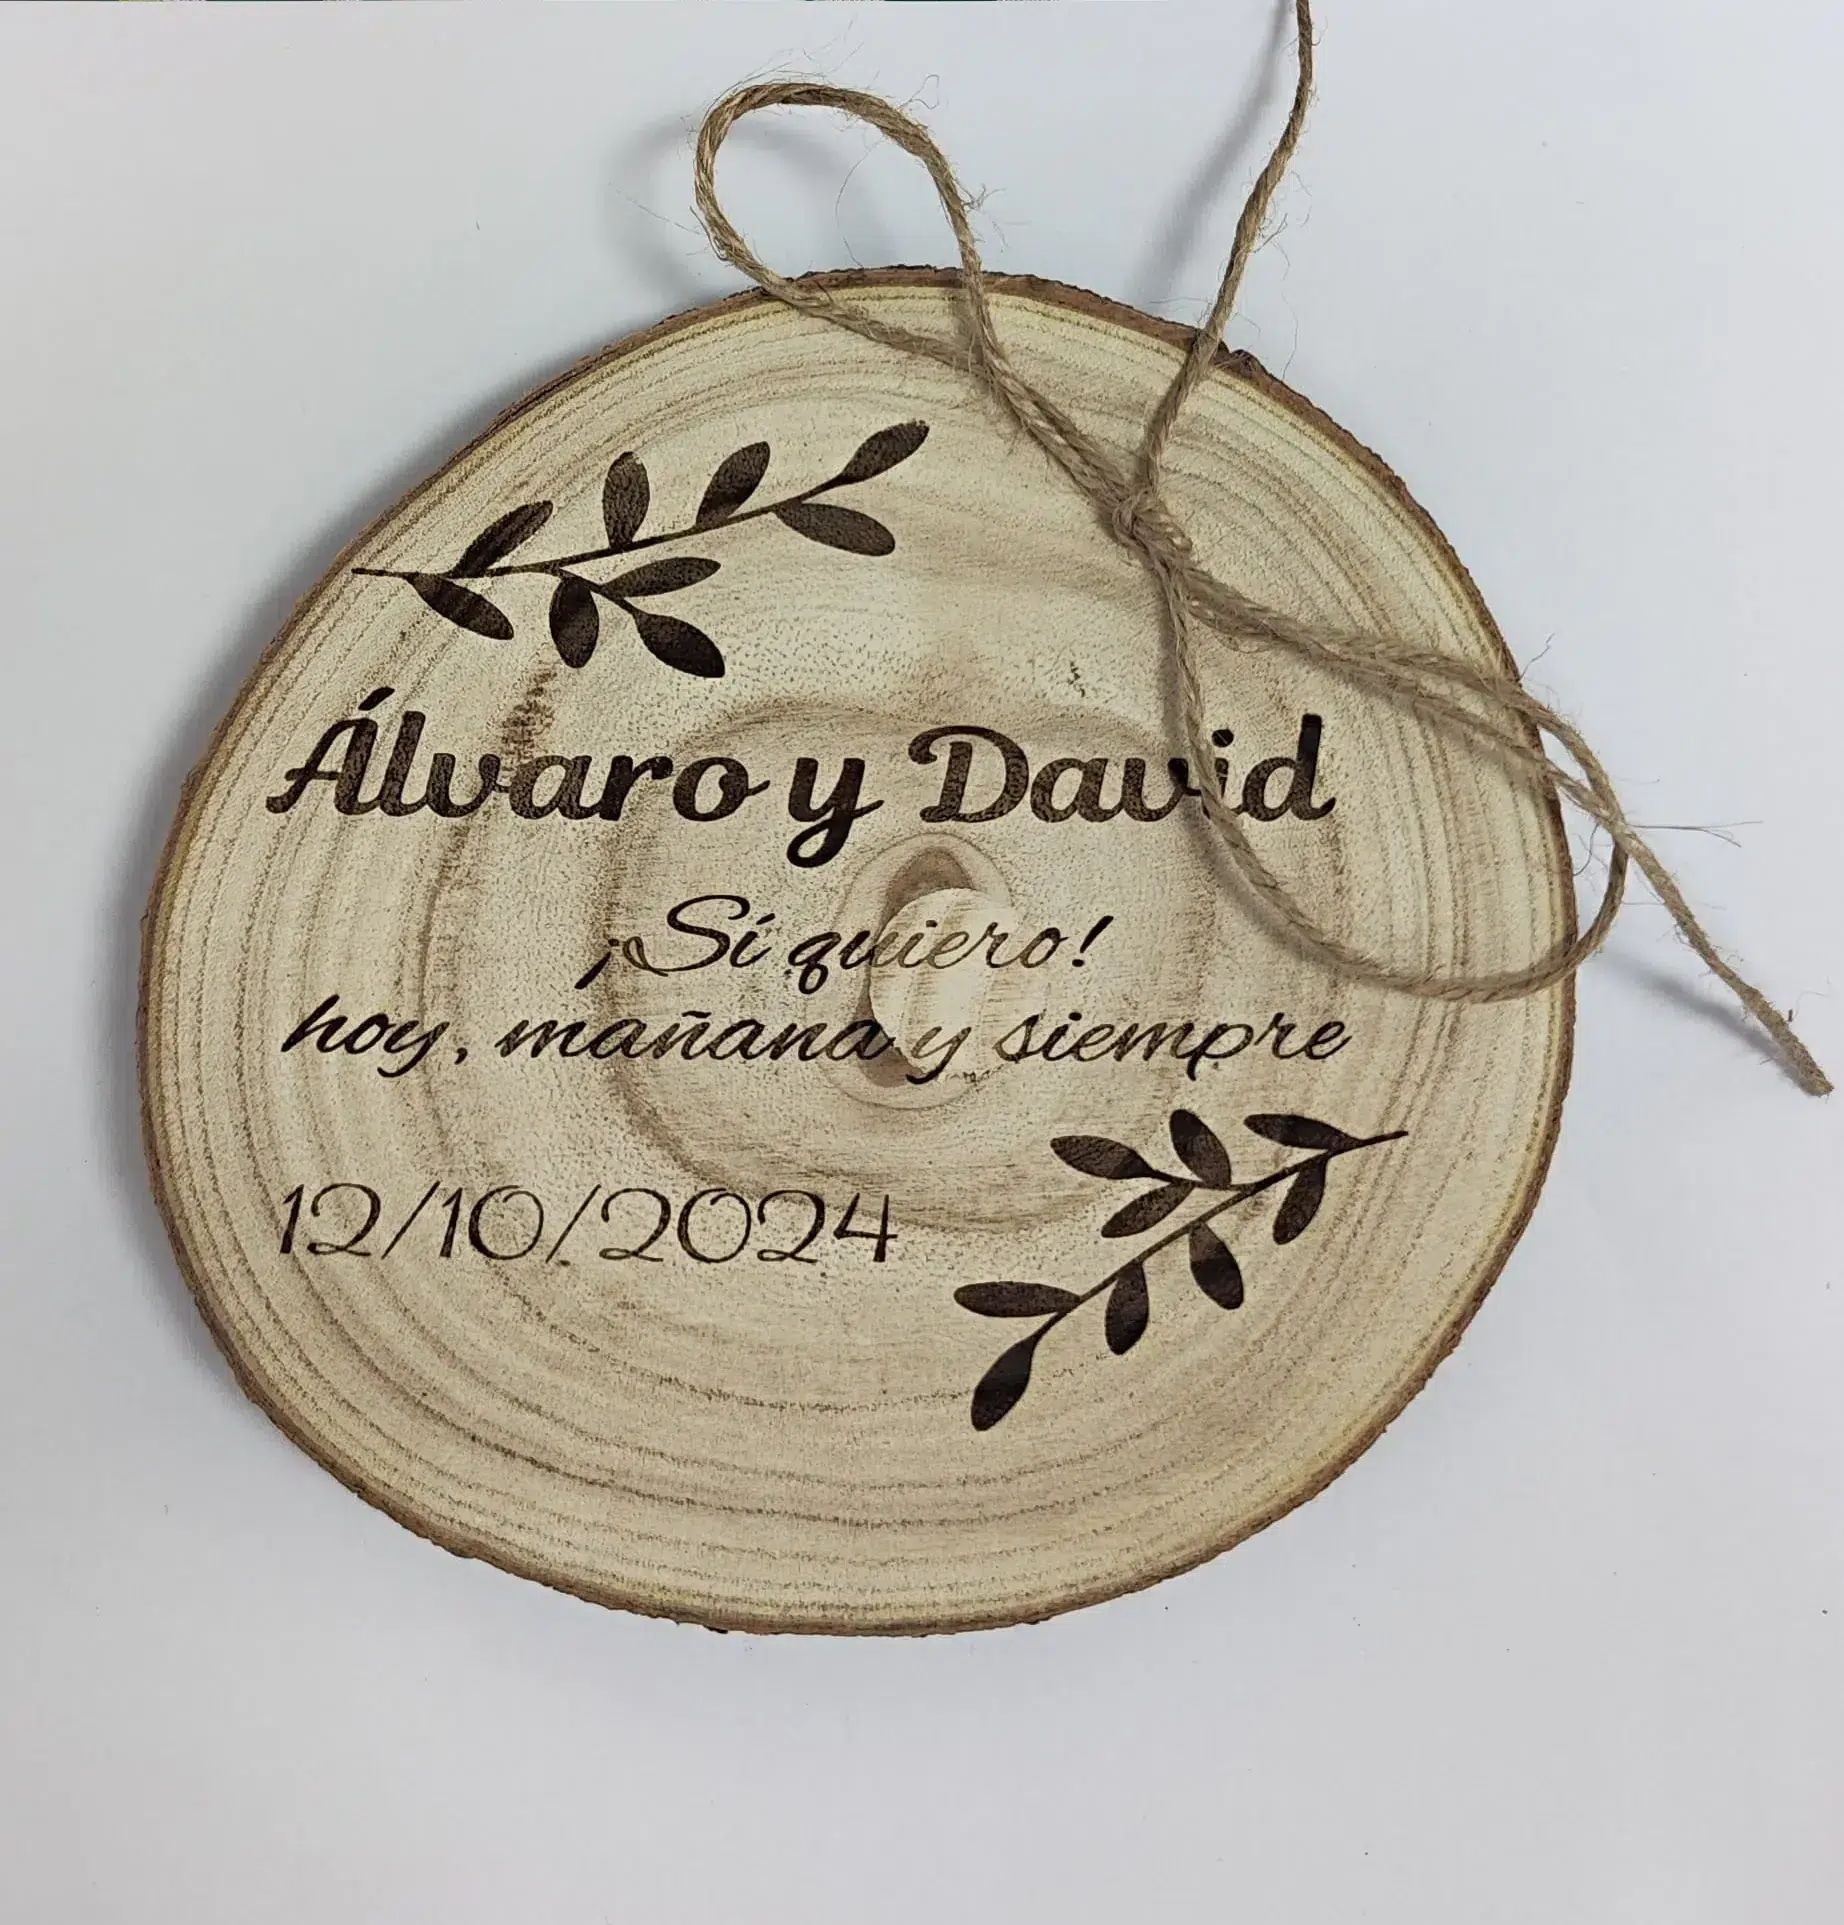 Álvaro y David
¡Sí quiero!
hoy, mañana y siempre
12/10/2024